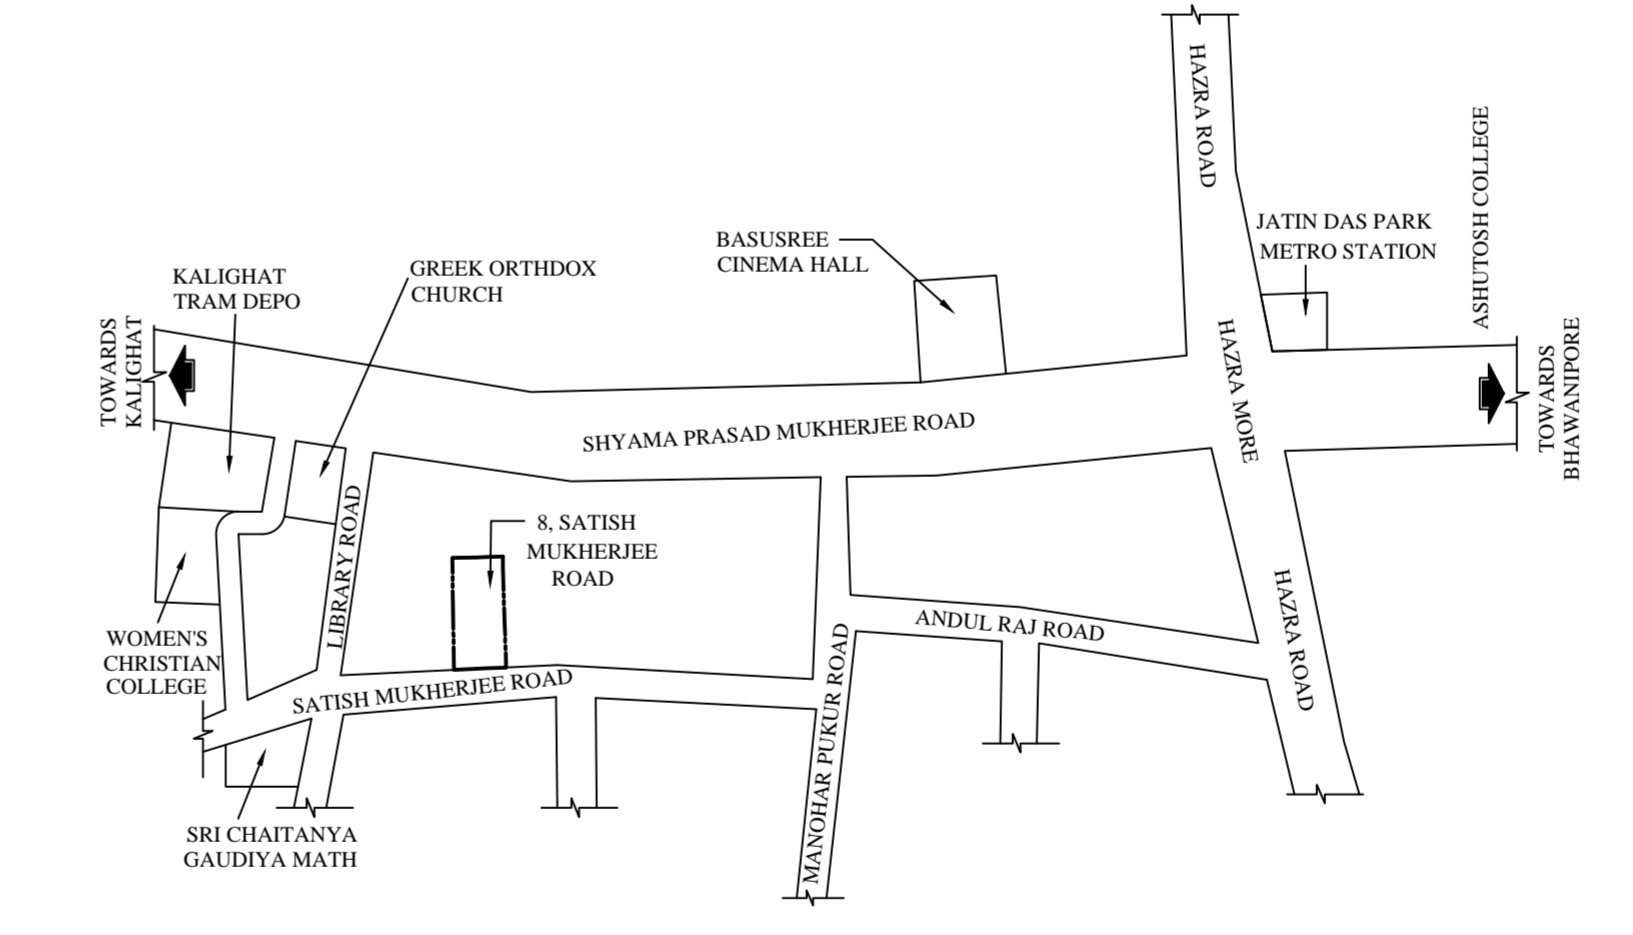 HAZRA ROAD
ASHUTOSH COLLEGE
JATIN DAS PARK
METRO STATION
BASUSREE
CINEMA HALL
KALIGHAT
TRAM DEPO
GREEK ORTHDOX
CHURCH
TOWARDS
KALIGHAT
HAZRA MORE
TOWARDS
BHAWANIPORE
SHYAMA PRASAD MUKHERJEE ROAD
LIBRARY ROAD
8, SATISH
MUKHERJEE
ROAD
ANDUL RAJ ROAD
HAZRA ROAD
WOMEN'S
CHRISTIAN
COLLEGE
SATISH MUKHERJEE ROAD
MANOHAR PUKUR ROAD
SRI CHAITANYA
GAUDIYA MATH